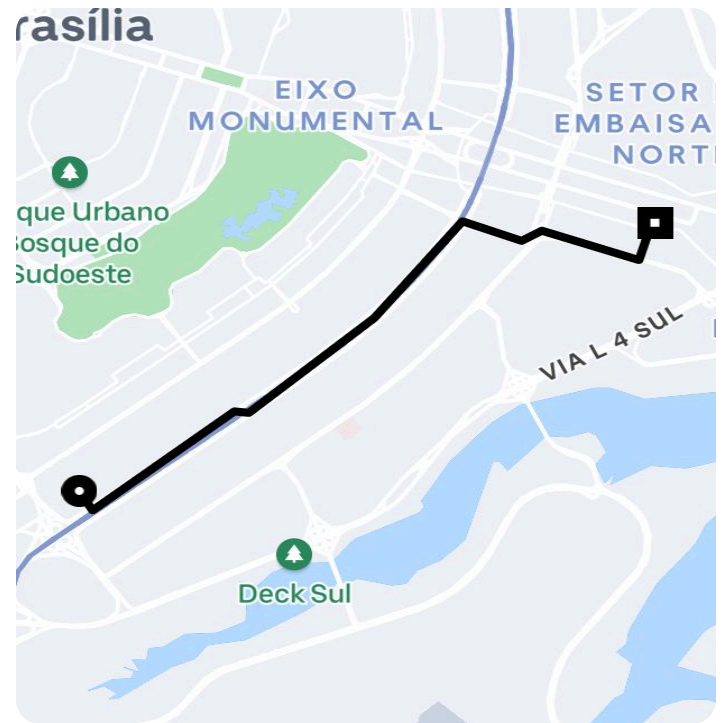 rasília
EIXO
MONUMENTAL
SETOR
EMBAISA
NORT
que Urbano
Bosque do
Sudoeste
VIA L 4 SUL
Deck Sul